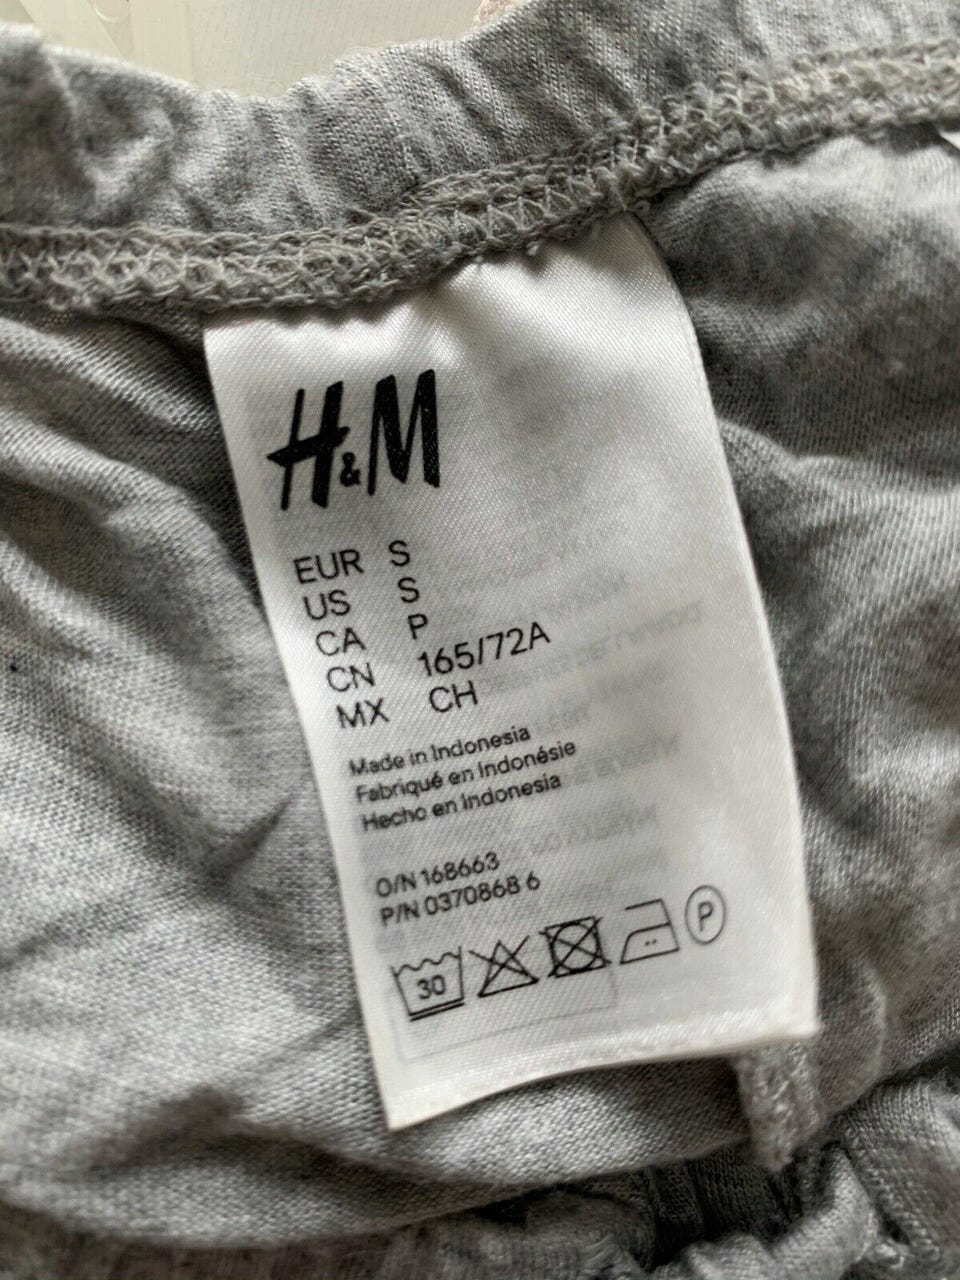 H&M
EUR S
US S
CA P
CN 165/72A
MX CH
Made in Indonesia
Fabriqué en Indonésie
Hecho en Indonesia
O/N 168663
P/N 0370868 6
30 P